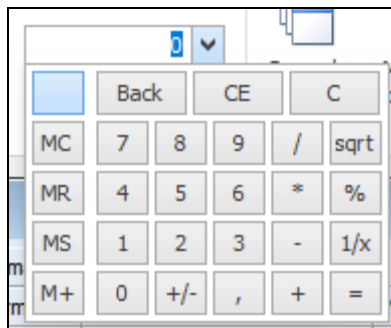 0
Back CE C
MC 7 8 9 / sqrt
MR 4 5 6 * %
MS 1 2 3 - 1/x
M+ 0 +/- , + =